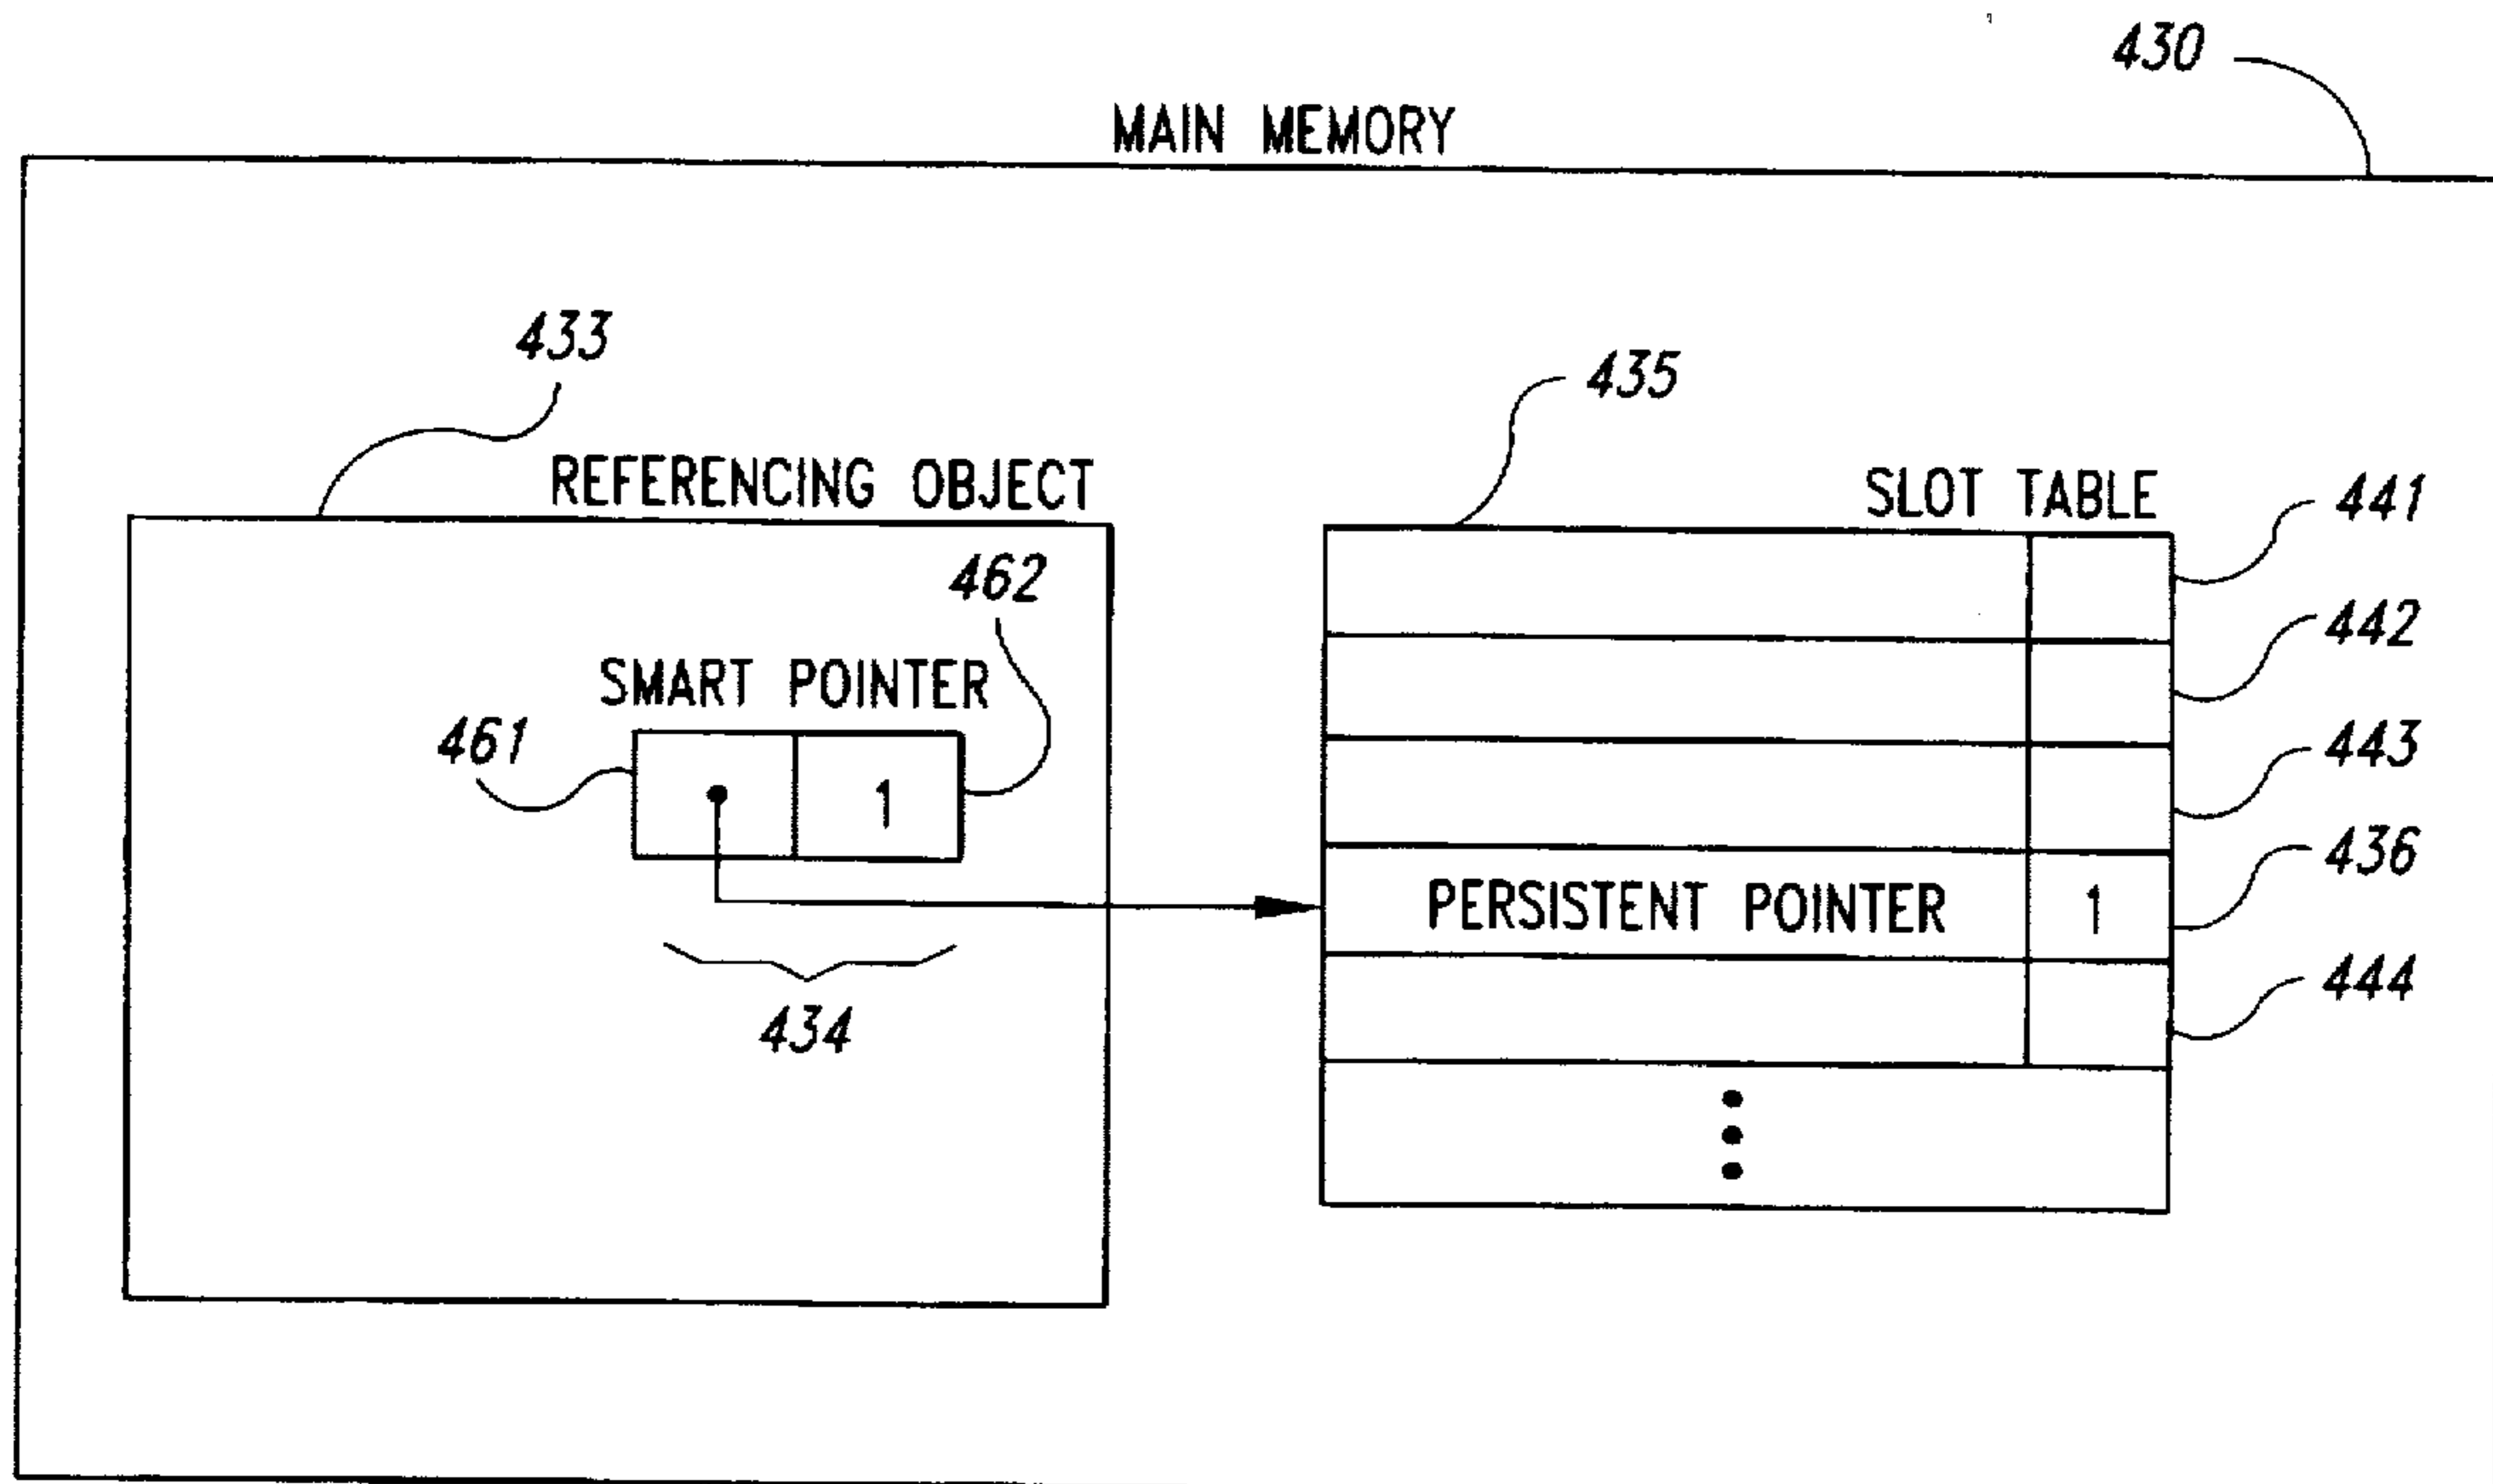 430
MAIN MEMORY
433
435
REFERENCING OBJECT
SLOT TABLE
441
462
442
SMART POINTER
461
443
1
436
PERSISTENT POINTER 1
444
434